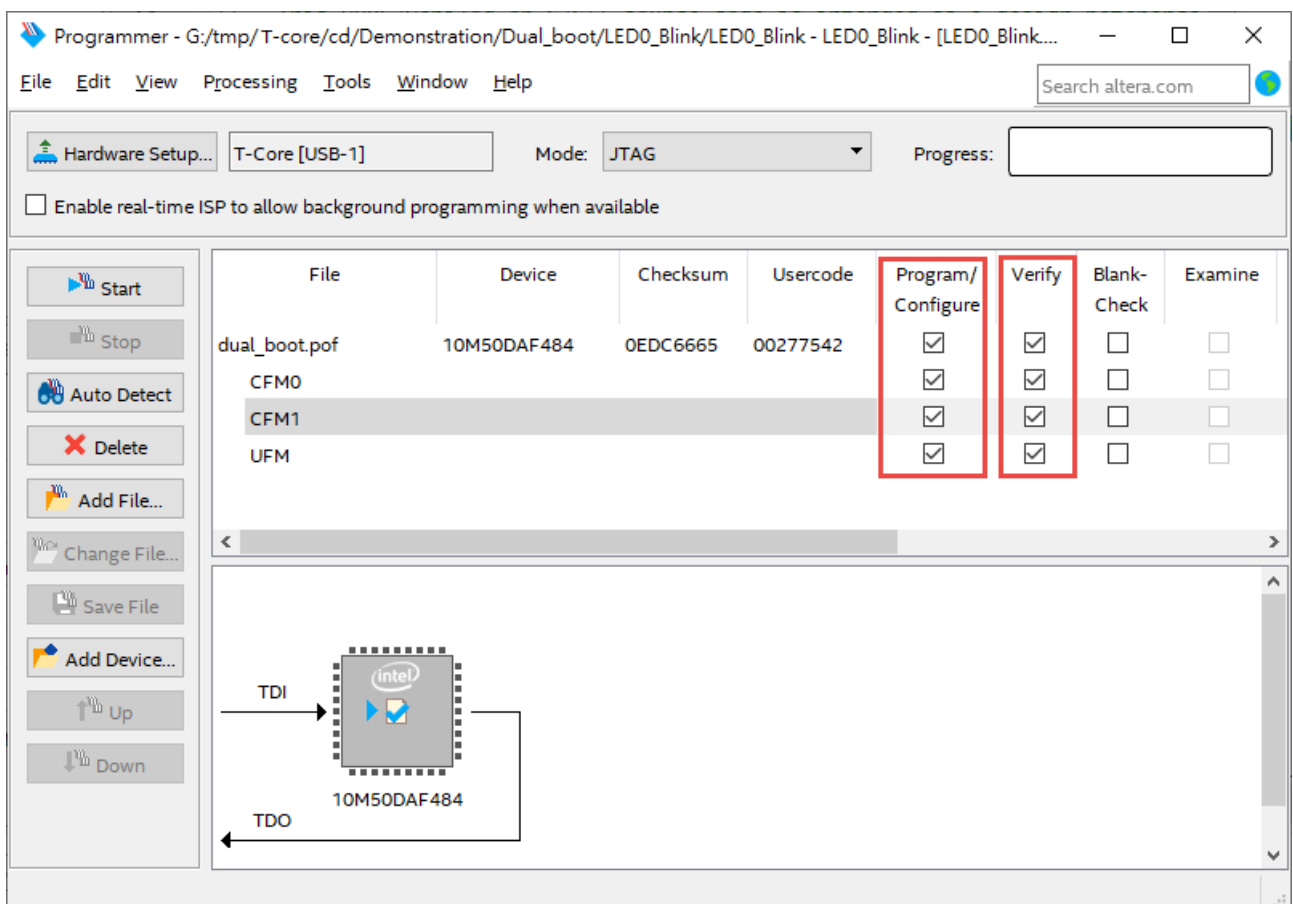 Programmer - G:/tmp/T-core/cd/Demonstration/Dual_boot/LED0_Blink/LED0_Blink - LED0_Blink - [LED0_Blink....
File Edit View Processing Tools Window Help Search altera.com
Hardware Setup... T-Core [USB-1] Mode: JTAG Progress:
Enable real-time ISP to allow background programming when available
Start
Stop
Auto Detect
Delete
Add File...
Change File...
Save File
Add Device...
Up
Down
File Device Checksum Usercode Program/ Verify Blank- Examine
Configure Check
dual_boot.pof 10M50DAF484 0EDC6665 00277542
CFM0
CFM1
UFM
intel
TDI
10M50DAF484
TDO